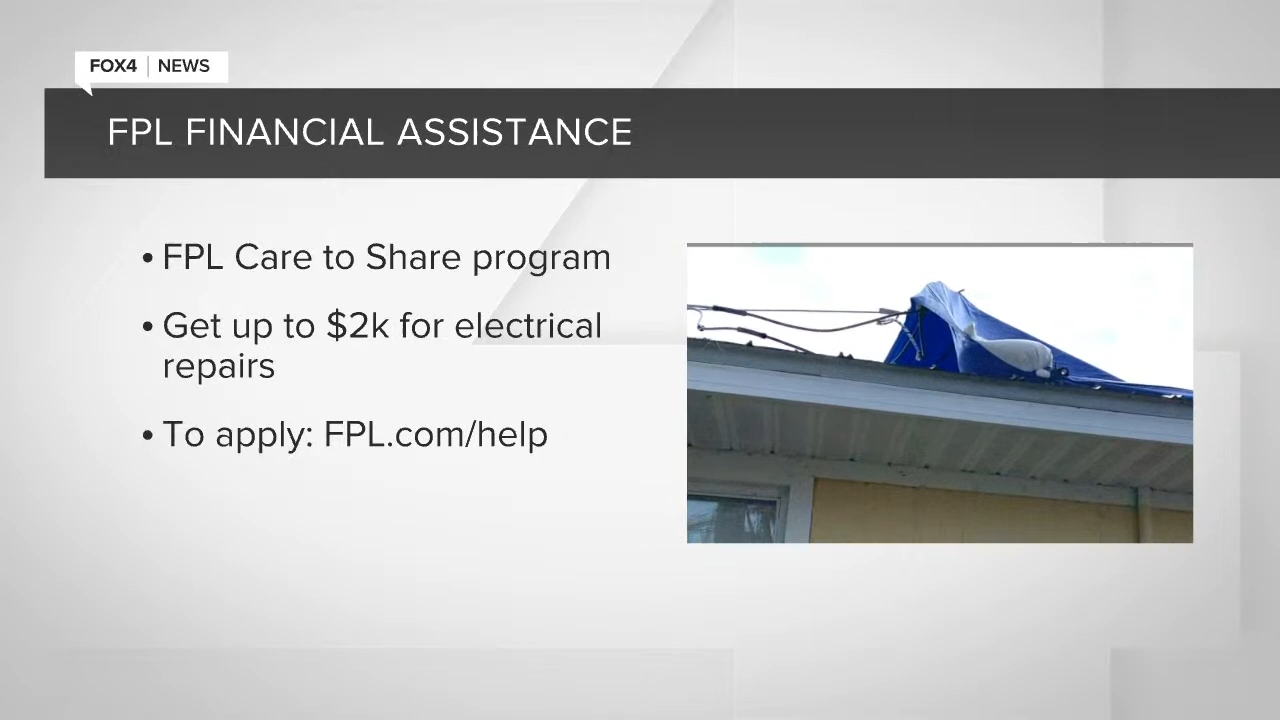 FOX4 | NEWS
FPL FINANCIAL ASSISTANCE
• FPL Care to Share program
• Get up to $2k for electrical
repairs
• To apply: FPL.com/help